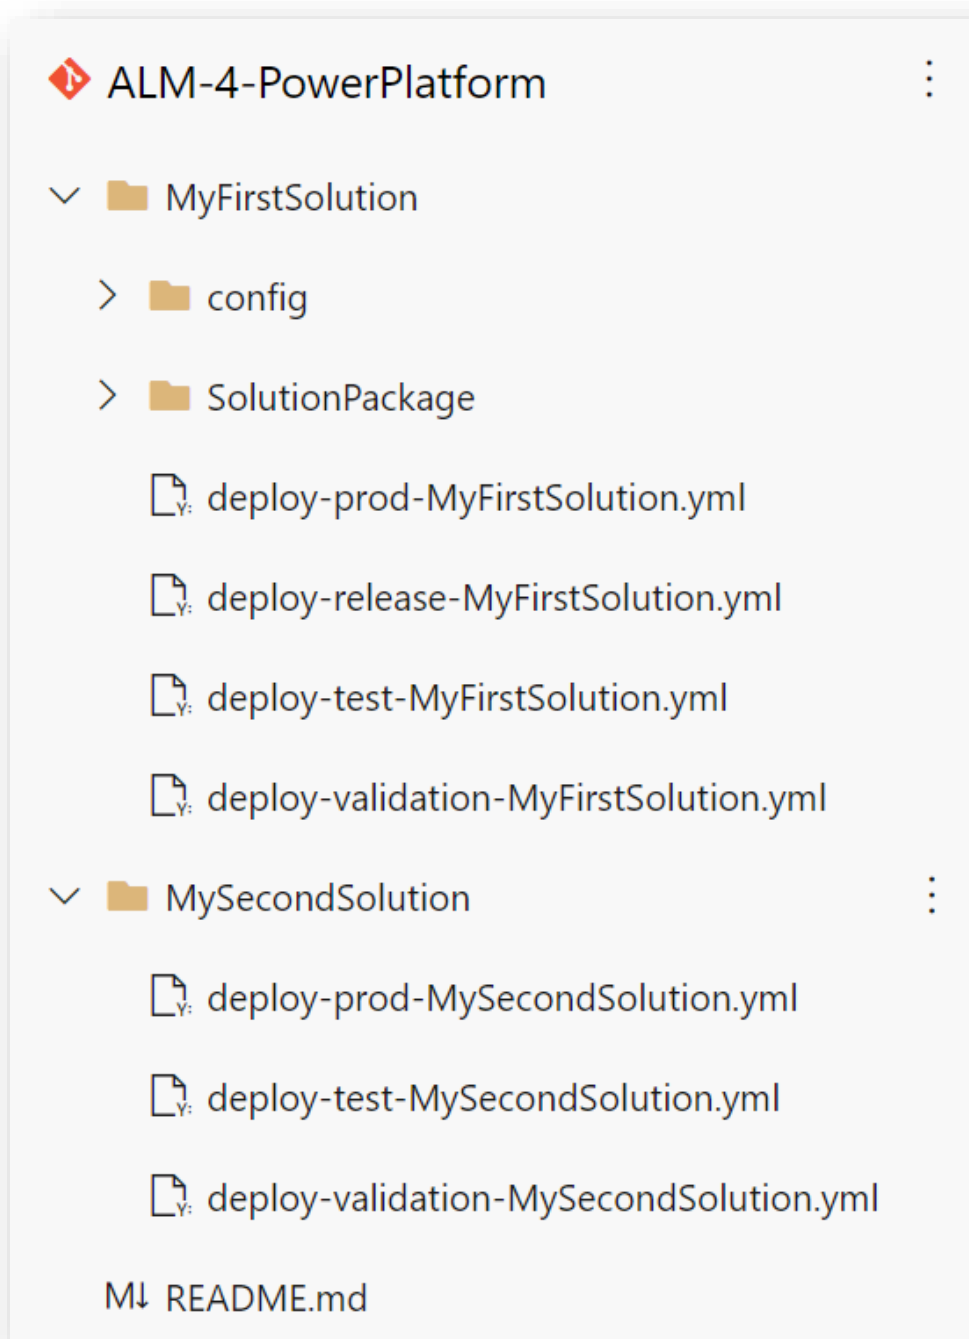 ALM-4-PowerPlatform
MyFirstSolution
config
SolutionPackage
deploy-prod-MyFirstSolution.yml
deploy-release-MyFirstSolution.yml
deploy-test-MyFirstSolution.yml
deploy-validation-MyFirstSolution.yml
MySecondSolution
deploy-prod-MySecondSolution.yml
deploy-test-MySecondSolution.yml
deploy-validation-MySecondSolution.yml
M↓ README.md